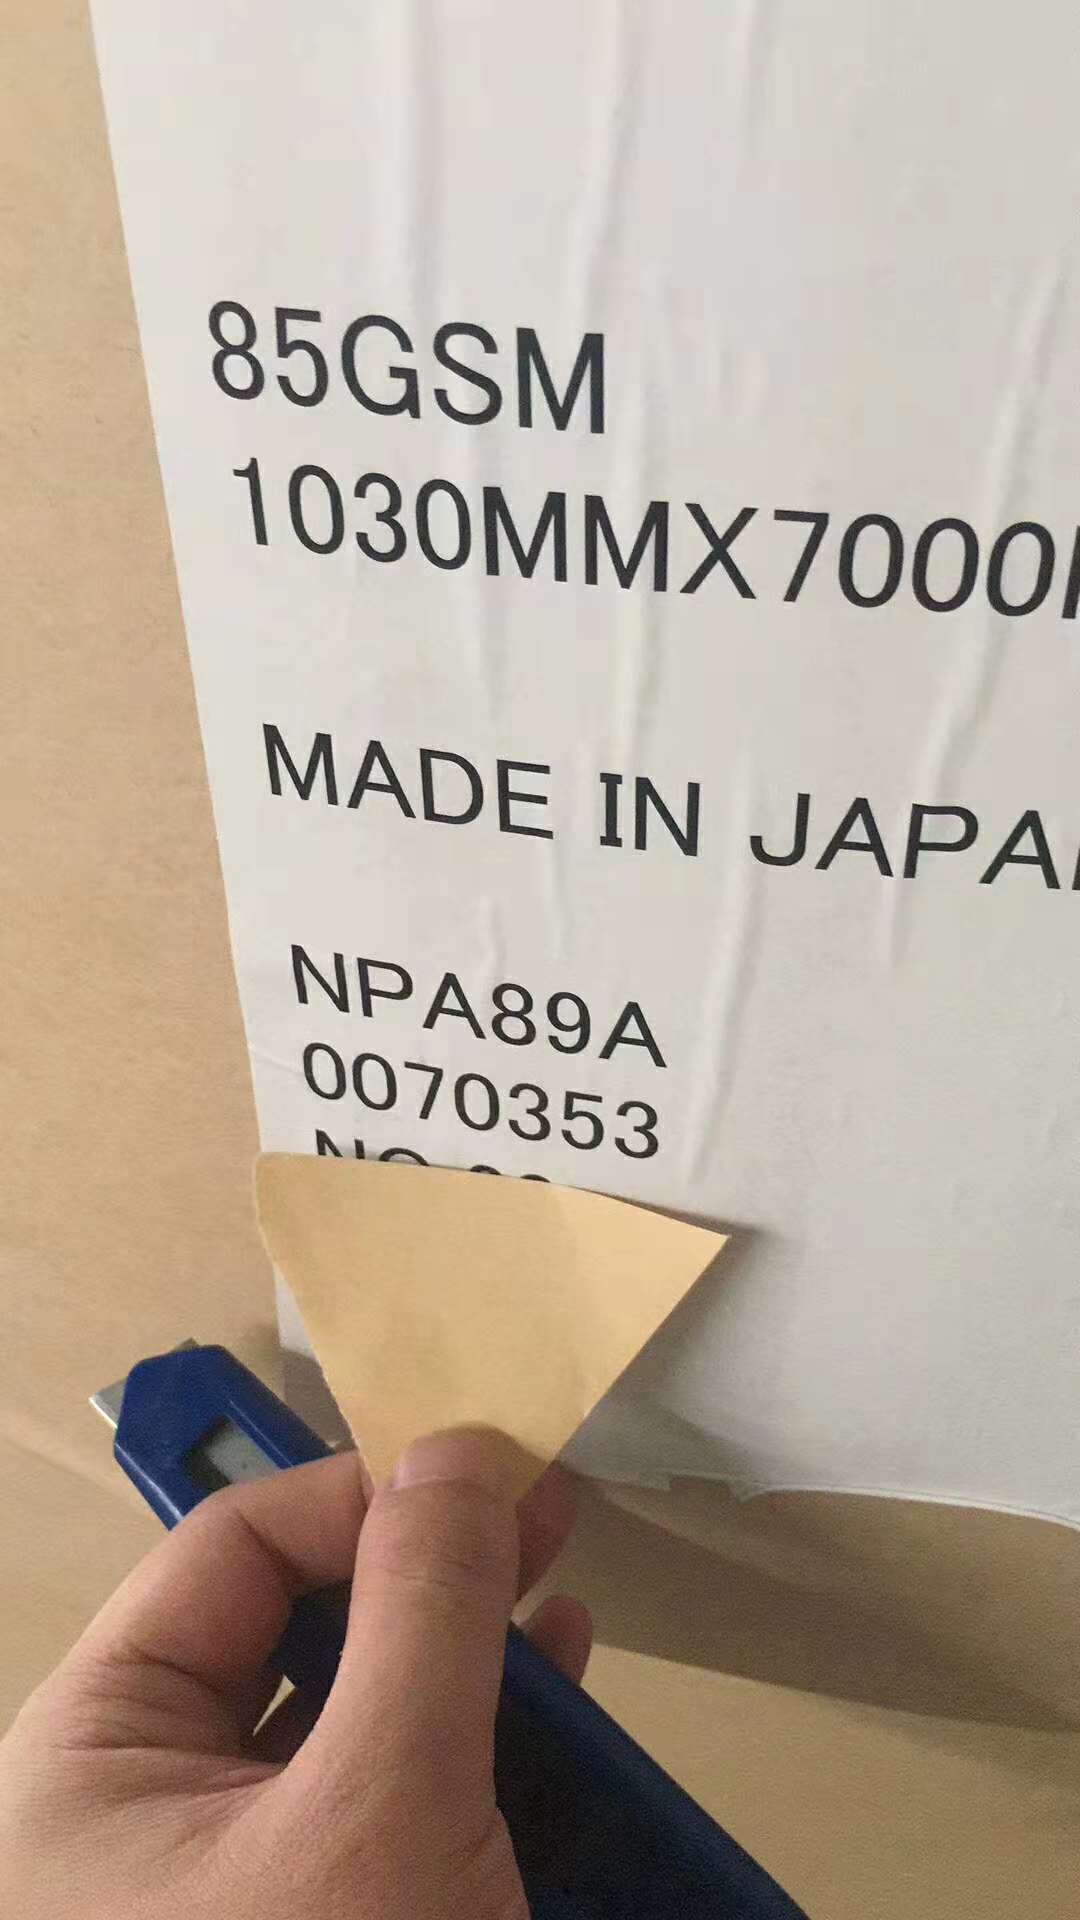 85GSM
1030MMX7000
MADE IN JAPA
NPA89A
0070353